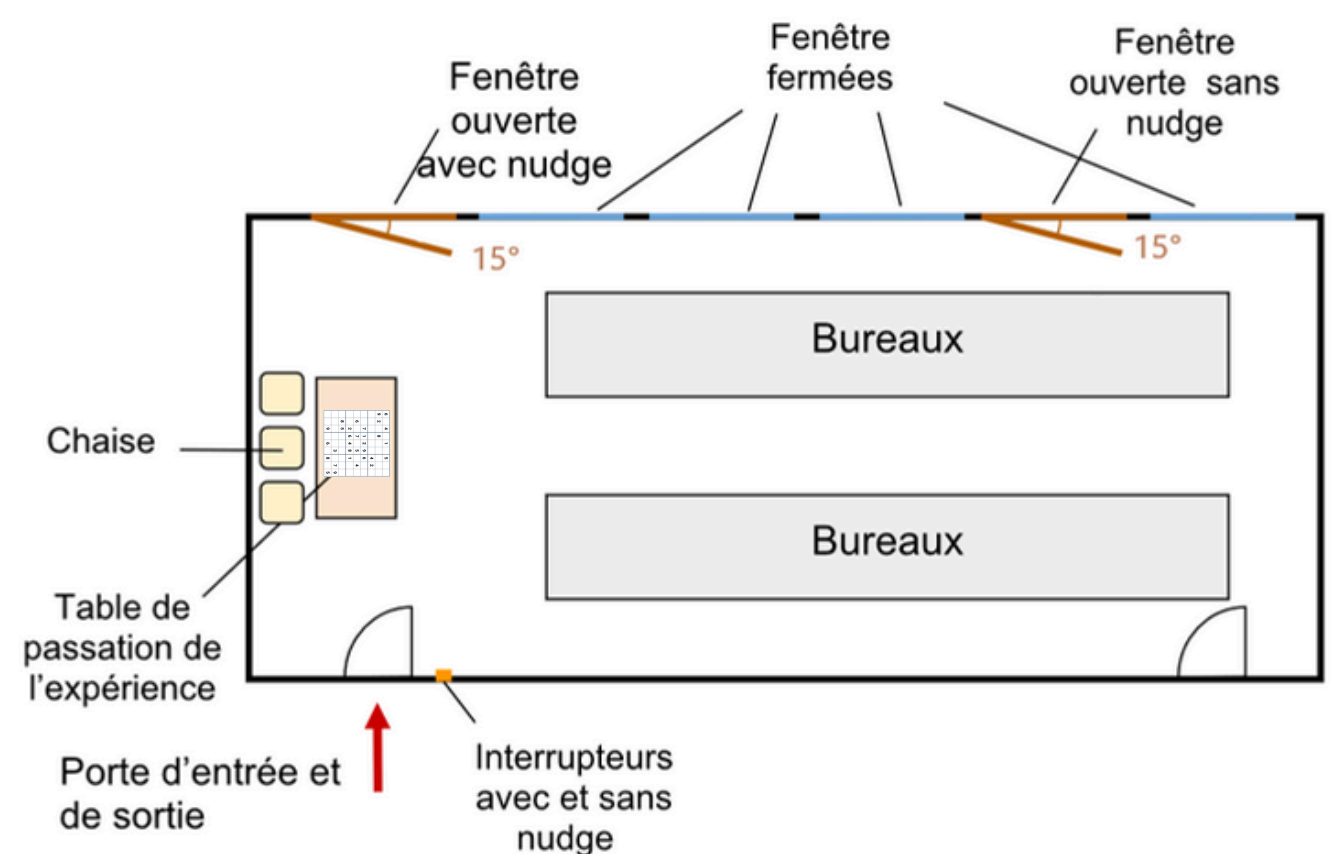 Fenêtre
ouverte
avec nudge
Fenêtre
fermées
Fenêtre
ouverte sans
nudge
15°
15°
Bureaux
Chaise
Bureaux
Table de
passation de
l'expérience
Porte d'entrée et
de sortie
Interrupteurs
avec et sans
nudge